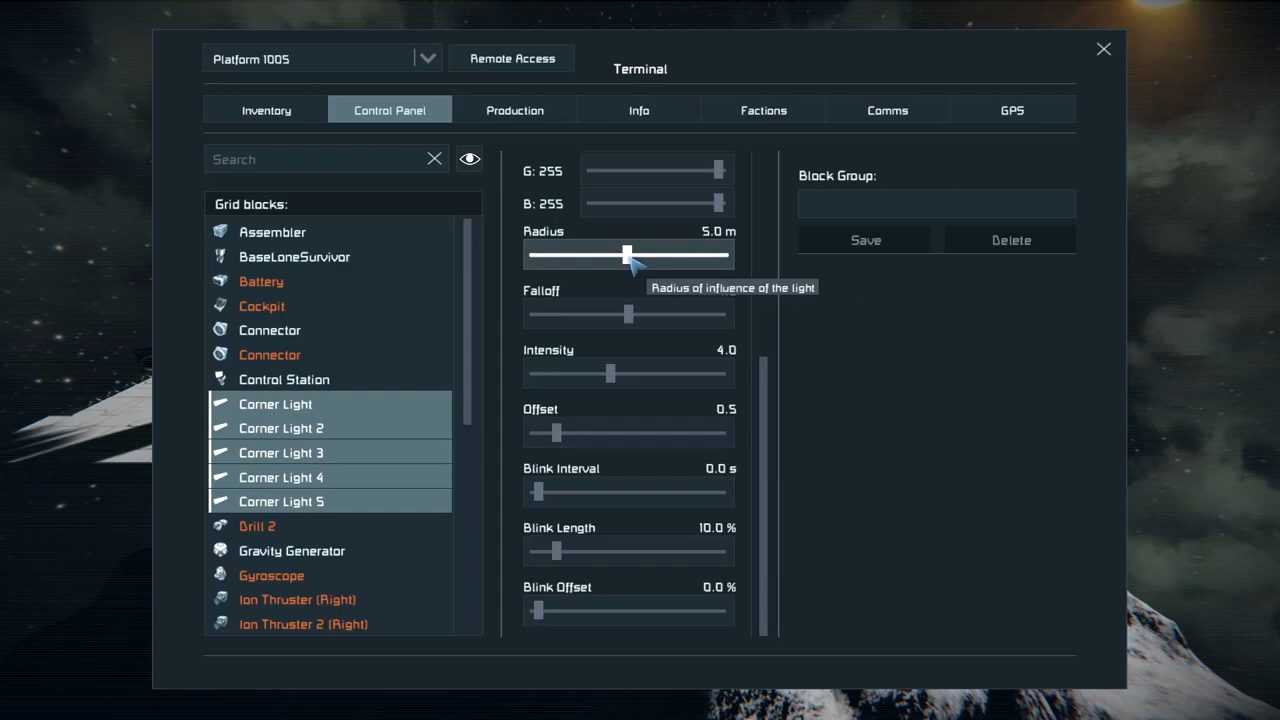 Platform 1005
Remote Access
Terminal
Inventory
Control Panel
Production
Info
Factions
Comms
GPS
Search
Grid blocks:
Assembler
BaseLoneSurvivor
Battery
Cockpit
Connector
Connector
Control Station
Corner Light
Corner Light 2
Corner Light 3
Corner Light 4
Corner Light 5
Drill 2
Gravity Generator
Gyroscope
Ion Thruster (Right)
Ion Thruster 2 (Right)
G: 255
B: 255
Radius 5.0 m
Radius of influence of the light
Falloff
Intensity 4.0
Offset 0.5
Blink Interval 0.0 s
Blink Length 10.0 %
Blink Offset 0.0 %
Block Group:
Save
Delete